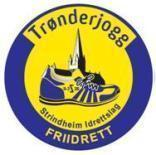 Trønderjogg
Strindheim Idrettslag
FRIIDRETT